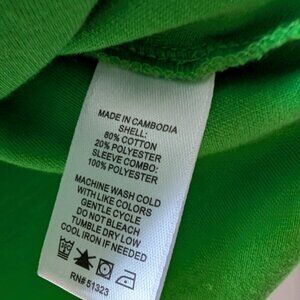 MADE IN CAMBODIA
SHELL:
80% COTTON
20% POLYESTER
SLEEVE COMBO:
100% POLYESTER
MACHINE WASH COLD
WITH LIKE COLORS
GENTLE CYCLE
DO NOT BLEACH
TUMBLE DRY LOW
COOL IRON IF NEEDED
RN# 51323